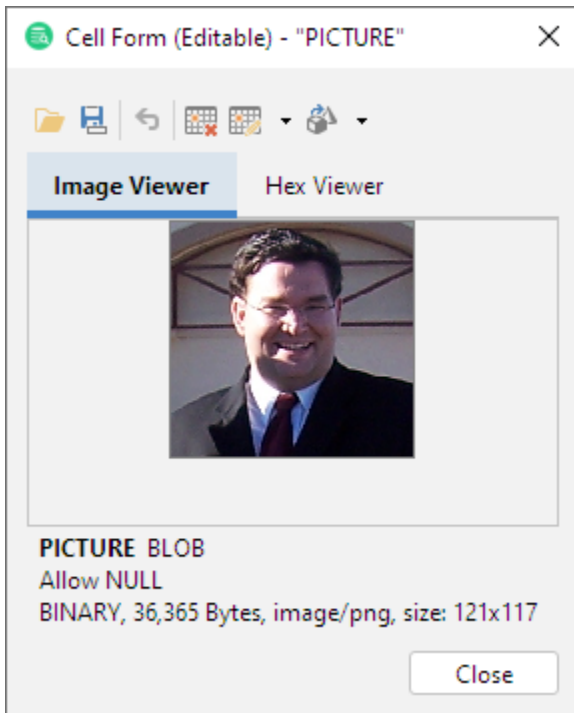 Cell Form (Editable) - "PICTURE"
Image Viewer Hex Viewer
PICTURE BLOB
Allow NULL
BINARY, 36,365 Bytes, image/png, size: 121x117
Close